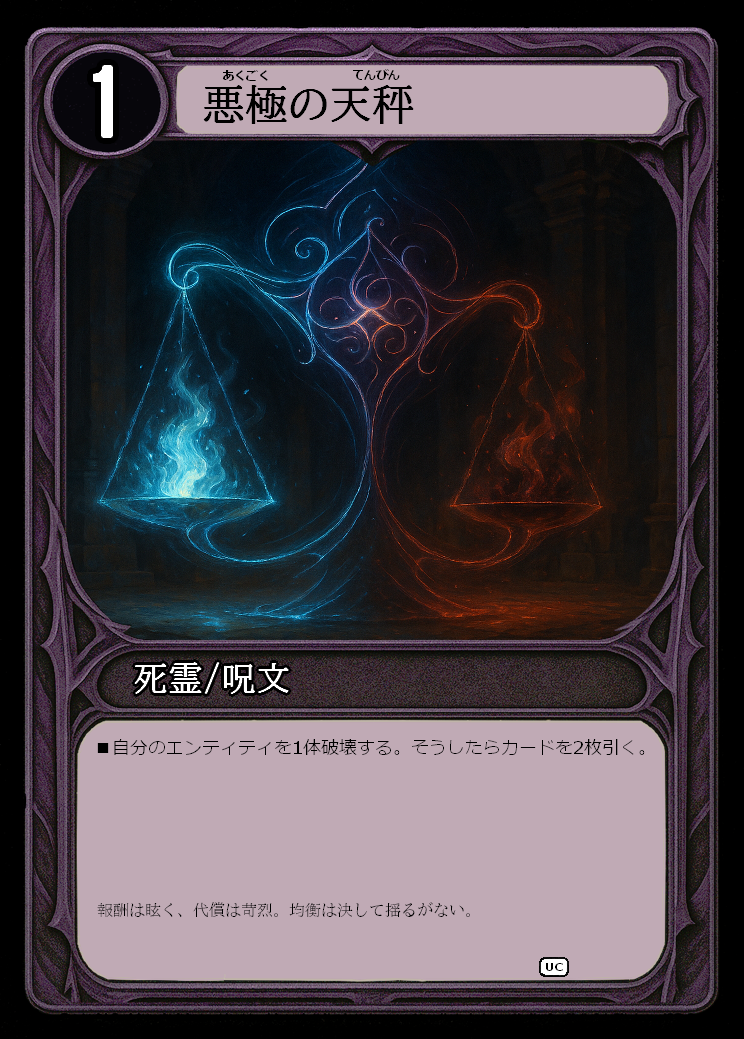 1
あくごく てんびん
悪極の天秤
死霊/呪文
■自分のエンティティを1体破壊する。そうしたらカードを2枚引く。
報酬は眩く、代償は苛烈。均衡は決して揺るがない。
UC